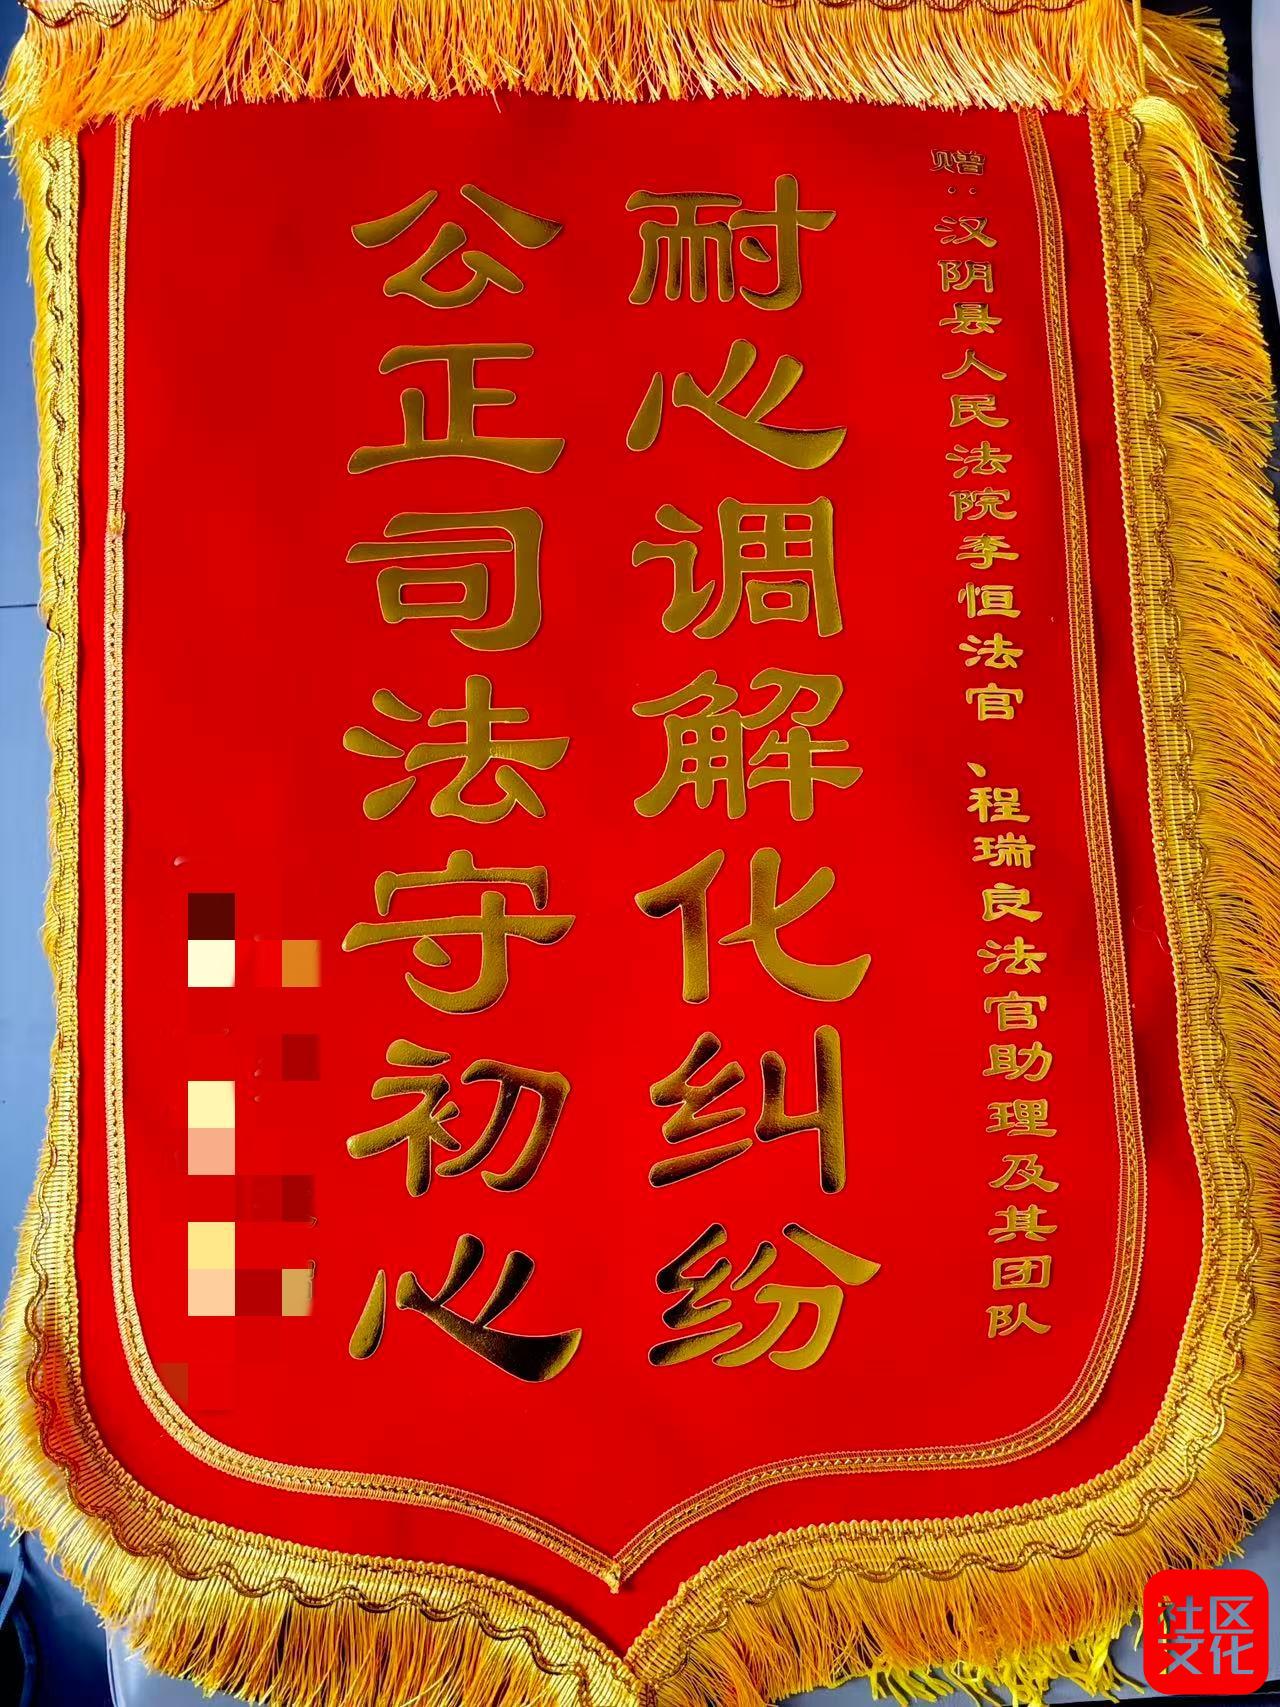 赠：汉阴县人民法院李恒法官、程瑞良法官助理及其团队
耐心调解化纠纷
公正司法守初心
社区
文化